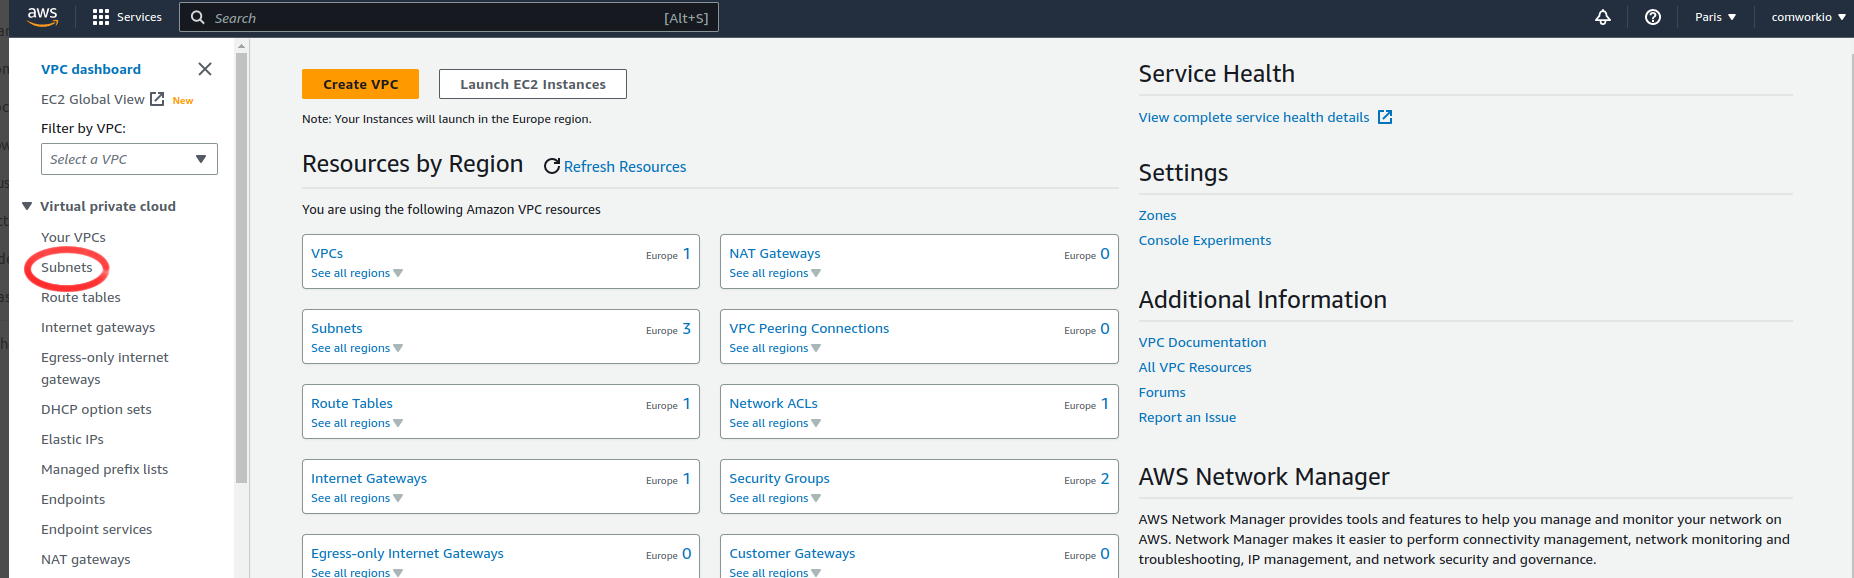 aws
Services
Search
[Alt+S]
Paris
comworkio
VPC dashboard
EC2 Global View
New
Filter by VPC:
Select a VPC
Virtual private cloud
Your VPCs
Subnets
Route tables
Internet gateways
Egress-only internet
gateways
DHCP option sets
Elastic IPs
Managed prefix lists
Endpoints
Endpoint services
NAT gateways
Create VPC
Launch EC2 Instances
Note: Your Instances will launch in the Europe region.
Resources by Region
Refresh Resources
You are using the following Amazon VPC resources
VPCs
Europe 1
See all regions
NAT Gateways
Europe 0
See all regions
Subnets
Europe 3
See all regions
VPC Peering Connections
Europe 0
See all regions
Route Tables
Europe 1
See all regions
Network ACLs
Europe 1
See all regions
Internet Gateways
Europe 1
See all regions
Security Groups
Europe 2
See all regions
Egress-only Internet Gateways
Europe 0
See all regions
Customer Gateways
Europe 0
See all regions
Service Health
View complete service health details
Settings
Zones
Console Experiments
Additional Information
VPC Documentation
All VPC Resources
Forums
Report an Issue
AWS Network Manager
AWS Network Manager provides tools and features to help you manage and monitor your network on
AWS. Network Manager makes it easier to perform connectivity management, network monitoring and
troubleshooting, IP management, and network security and governance.